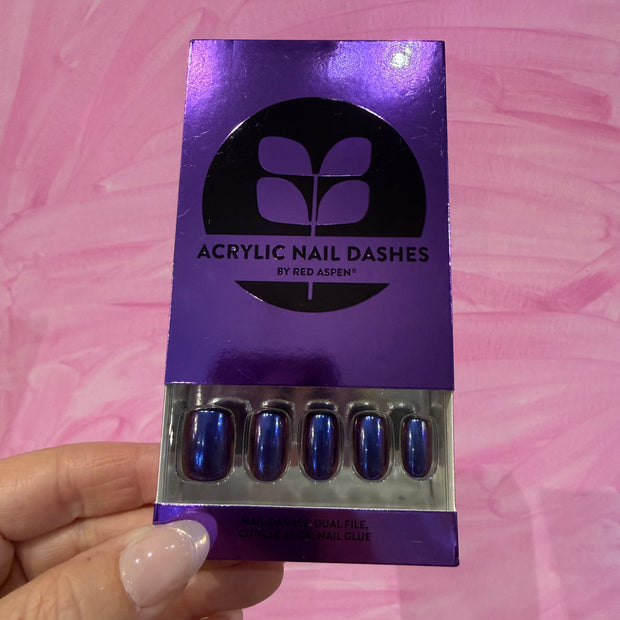 ACRYLIC NAIL DASHES
BY RED ASPEN®
NAIL DASHES, DUAL FILE,
CUTICLE STICK, NAIL GLUE